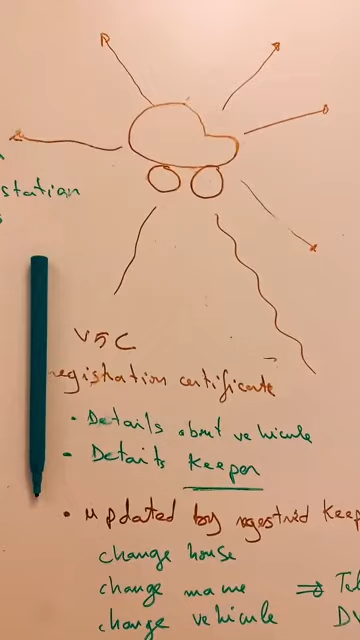 station
V5C
registration certificate
• Details about vehicule
• Details Keeper
• updated by regestrid Keep
change house
change name ⇒ Tel
change vehicule DV